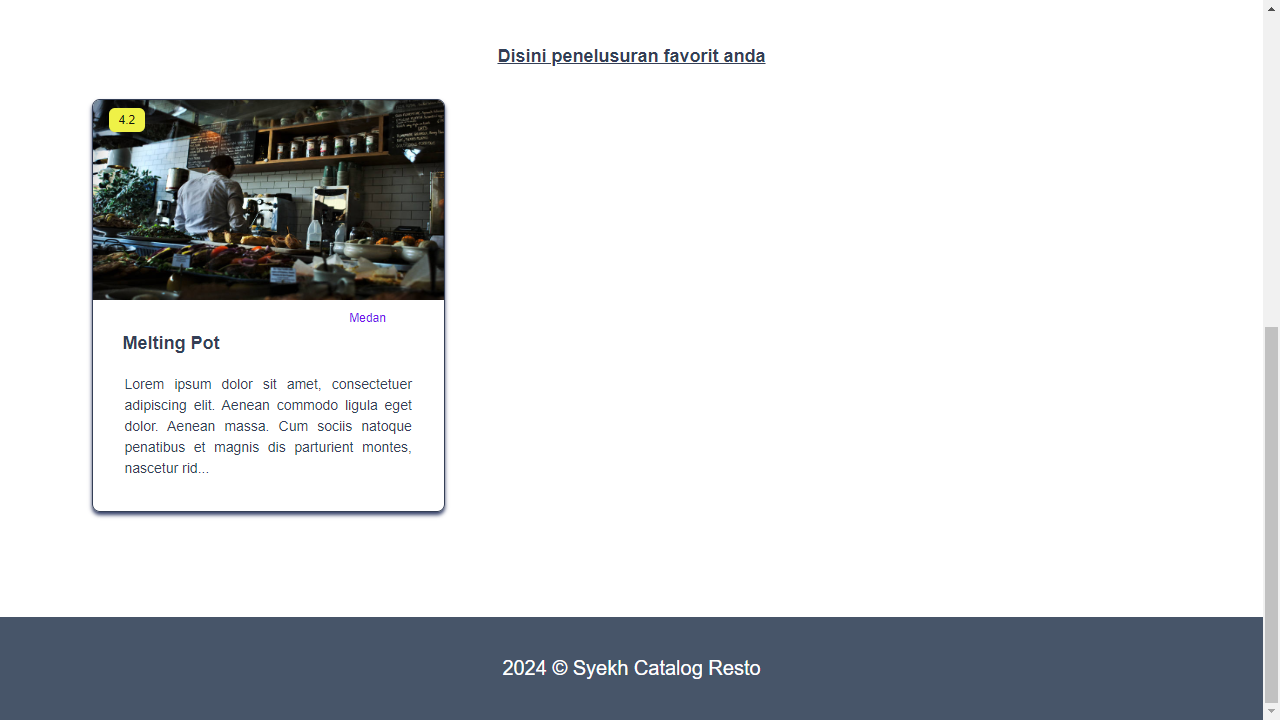 Disini penelusuran favorit anda
4.2
Medan
Melting Pot
Lorem ipsum dolor sit amet, consectetuer
adipiscing elit. Aenean commodo ligula eget
dolor. Aenean massa. Cum sociis natoque
penatibus et magnis dis parturient montes,
nascetur rid...
2024 © Syekh Catalog Resto